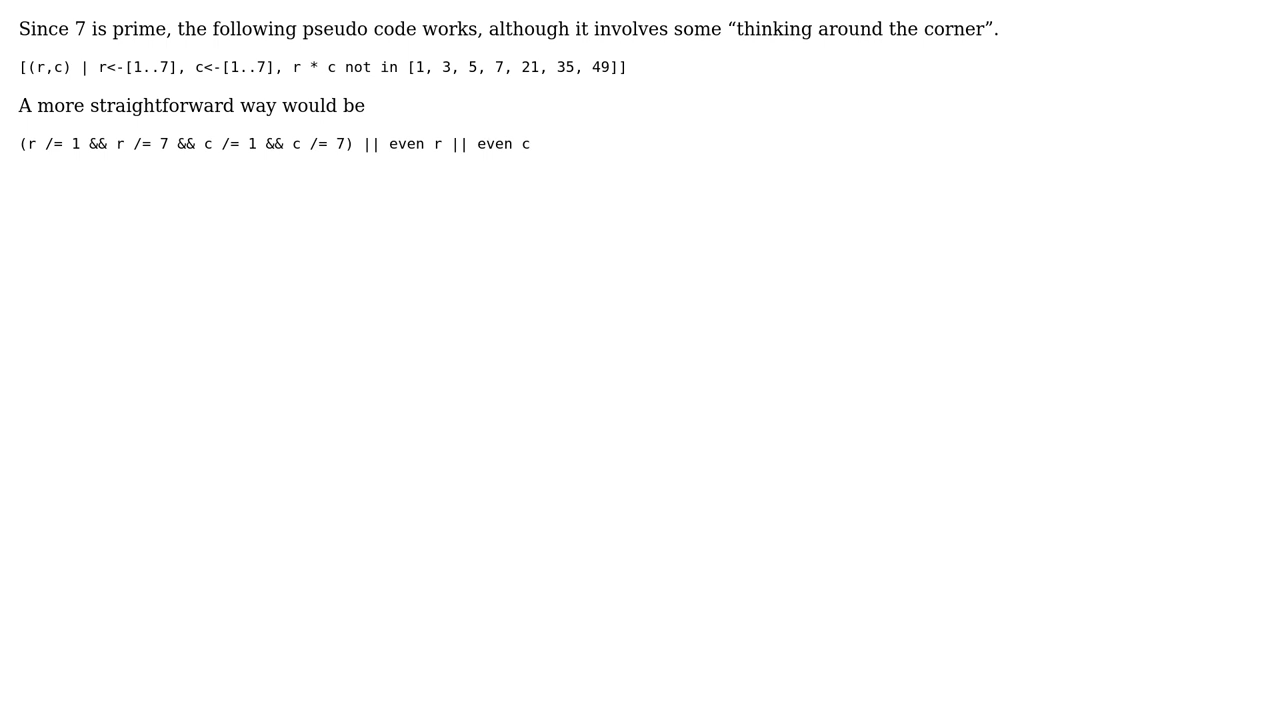 Since 7 is prime, the following pseudo code works, although it involves some “thinking around the corner”.
[(r,c) | r<-[1..7], c<-[1..7], r * c not in [1, 3, 5, 7, 21, 35, 49]]
A more straightforward way would be
(r /= 1 && r /= 7 && c /= 1 && c /= 7) || even r || even c